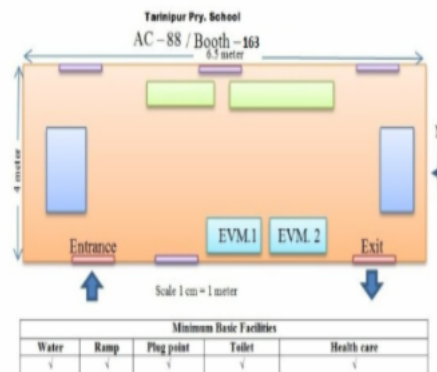 Tarinipur Pry. School
AC – 88 / Booth – 163
6.5 meter
4 meter
EVM.1 EVM. 2
Entrance Exit
Scale 1 cm = 1 meter
Minimum Basic Facilities
Water Ramp Plug point Toilet Health care
√ √ √ √ √